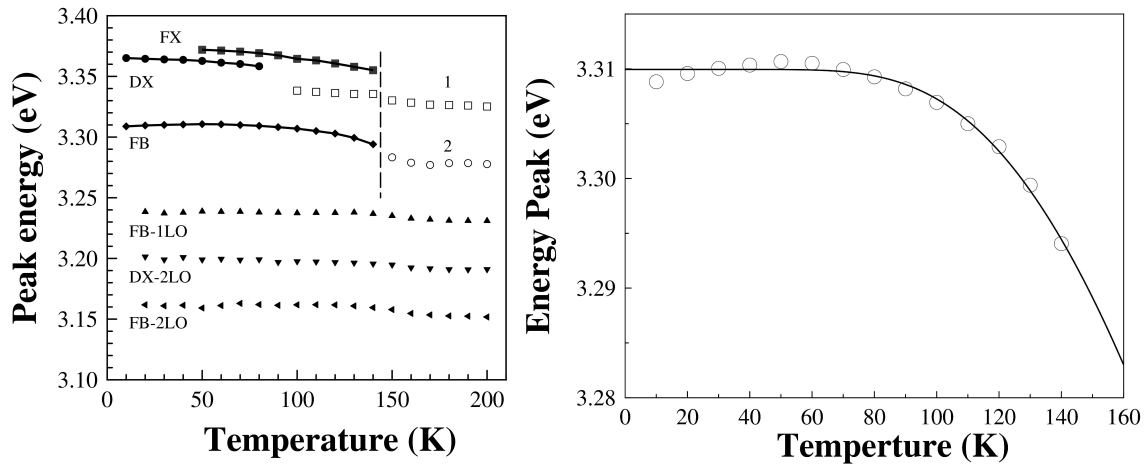 3.40
3.35
3.30
3.25
3.20
3.15
3.10
Peak energy (eV)
FX
DX
FB
1
2
FB-1LO
DX-2LO
FB-2LO
0
50
100
150
200
Temperature (K)
3.31
3.30
3.29
3.28
Energy Peak (eV)
0
20
40
60
80
100
120
140
160
Temperture (K)